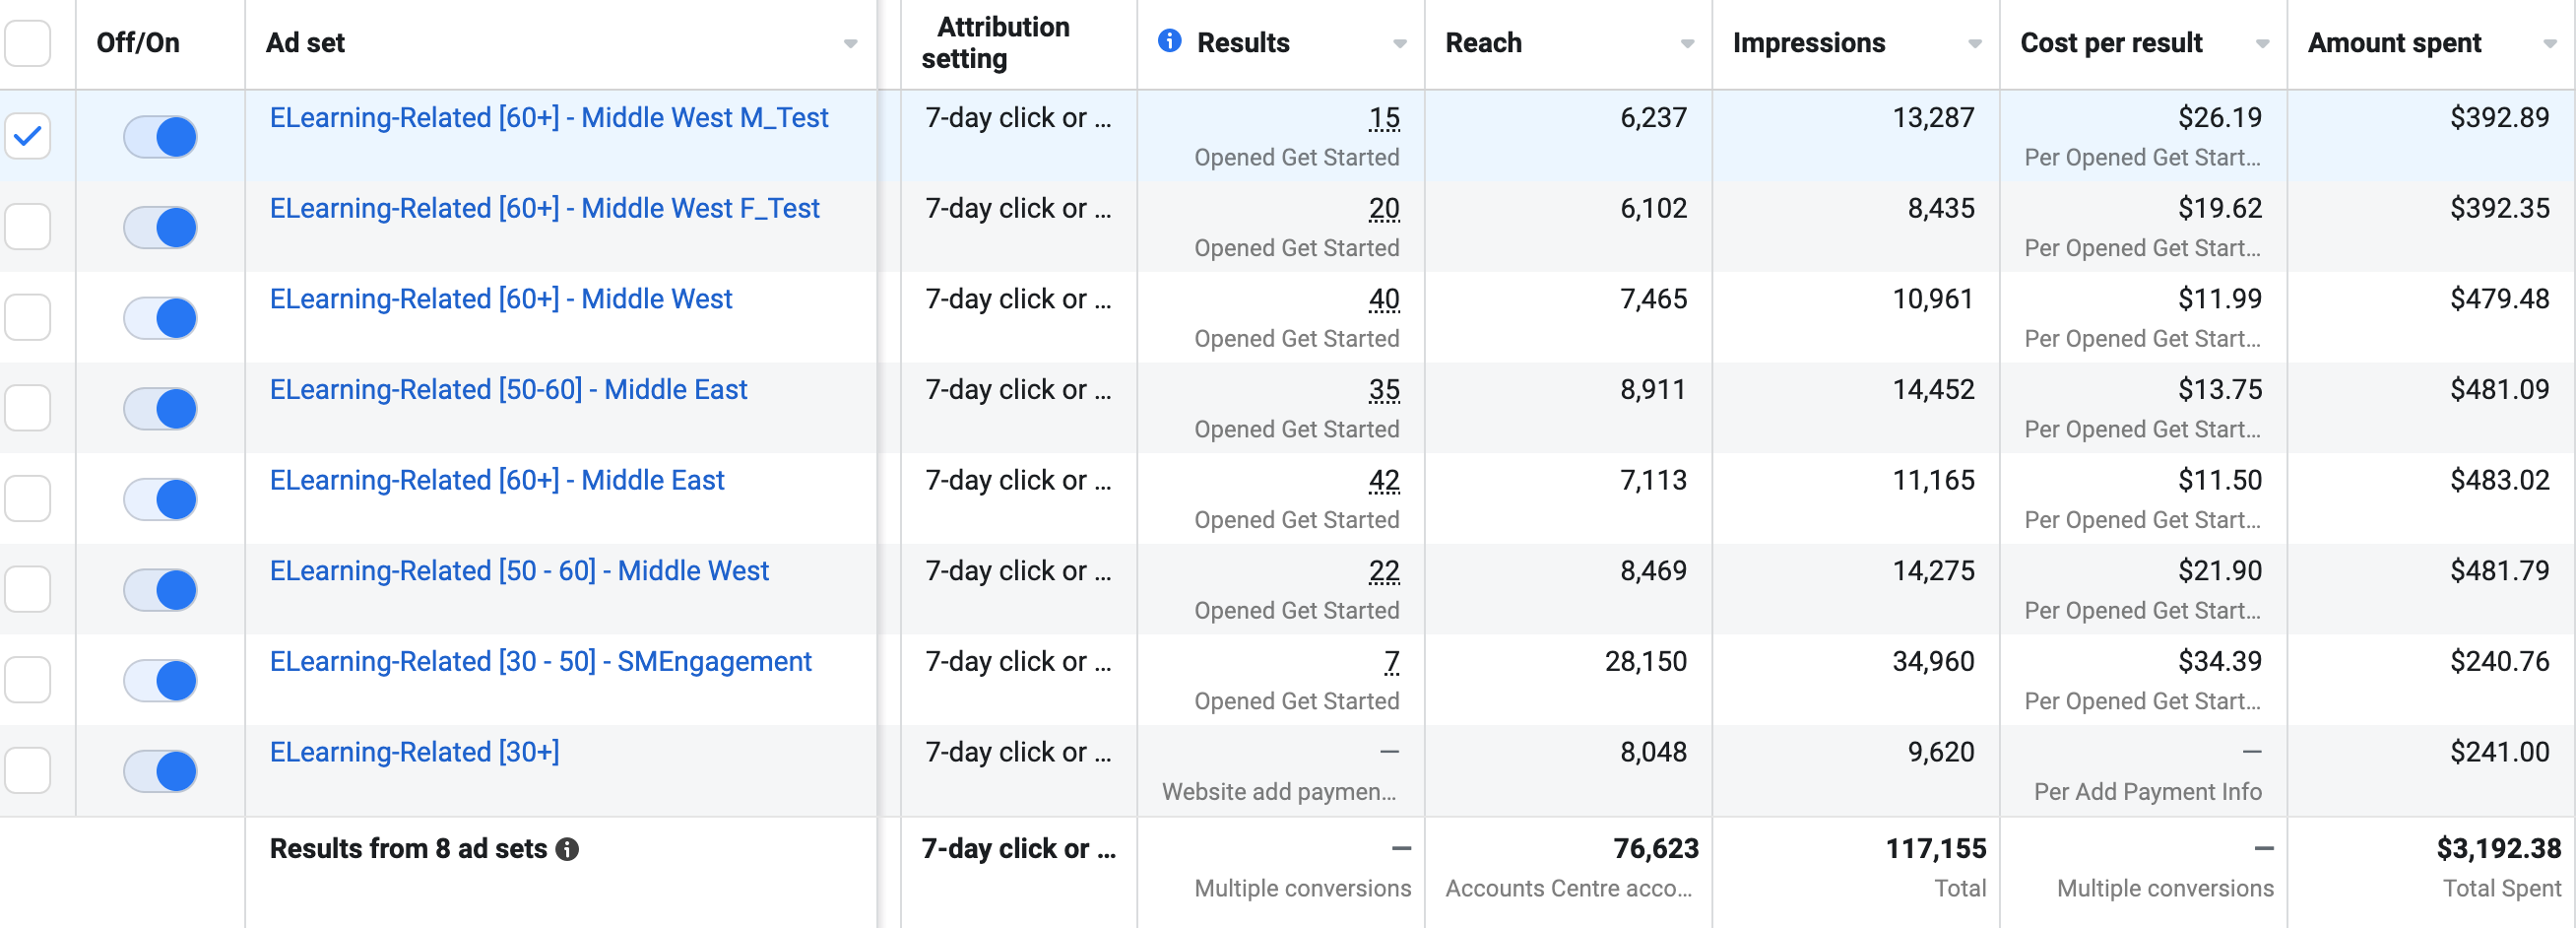 Off/On Ad set Attribution setting Results Reach Impressions Cost per result Amount spent
ELearning-Related [60+] - Middle West M_Test 7-day click or ... 15 6,237 13,287 $26.19 $392.89
Opened Get Started Per Opened Get Start...
ELearning-Related [60+] - Middle West F_Test 7-day click or ... 20 6,102 8,435 $19.62 $392.35
Opened Get Started Per Opened Get Start...
ELearning-Related [60+] - Middle West 7-day click or ... 40 7,465 10,961 $11.99 $479.48
Opened Get Started Per Opened Get Start...
ELearning-Related [50-60] - Middle East 7-day click or ... 35 8,911 14,452 $13.75 $481.09
Opened Get Started Per Opened Get Start...
ELearning-Related [60+] - Middle East 7-day click or ... 42 7,113 11,165 $11.50 $483.02
Opened Get Started Per Opened Get Start...
ELearning-Related [50 - 60] - Middle West 7-day click or ... 22 8,469 14,275 $21.90 $481.79
Opened Get Started Per Opened Get Start...
ELearning-Related [30 - 50] - SMEngagement 7-day click or ... 7 28,150 34,960 $34.39 $240.76
Opened Get Started Per Opened Get Start...
ELearning-Related [30+] 7-day click or ... — 8,048 9,620 — $241.00
Website add paymen... Per Add Payment Info
Results from 8 ad sets 7-day click or ... — 76,623 117,155 — $3,192.38
Multiple conversions Accounts Centre acco... Total Multiple conversions Total Spent